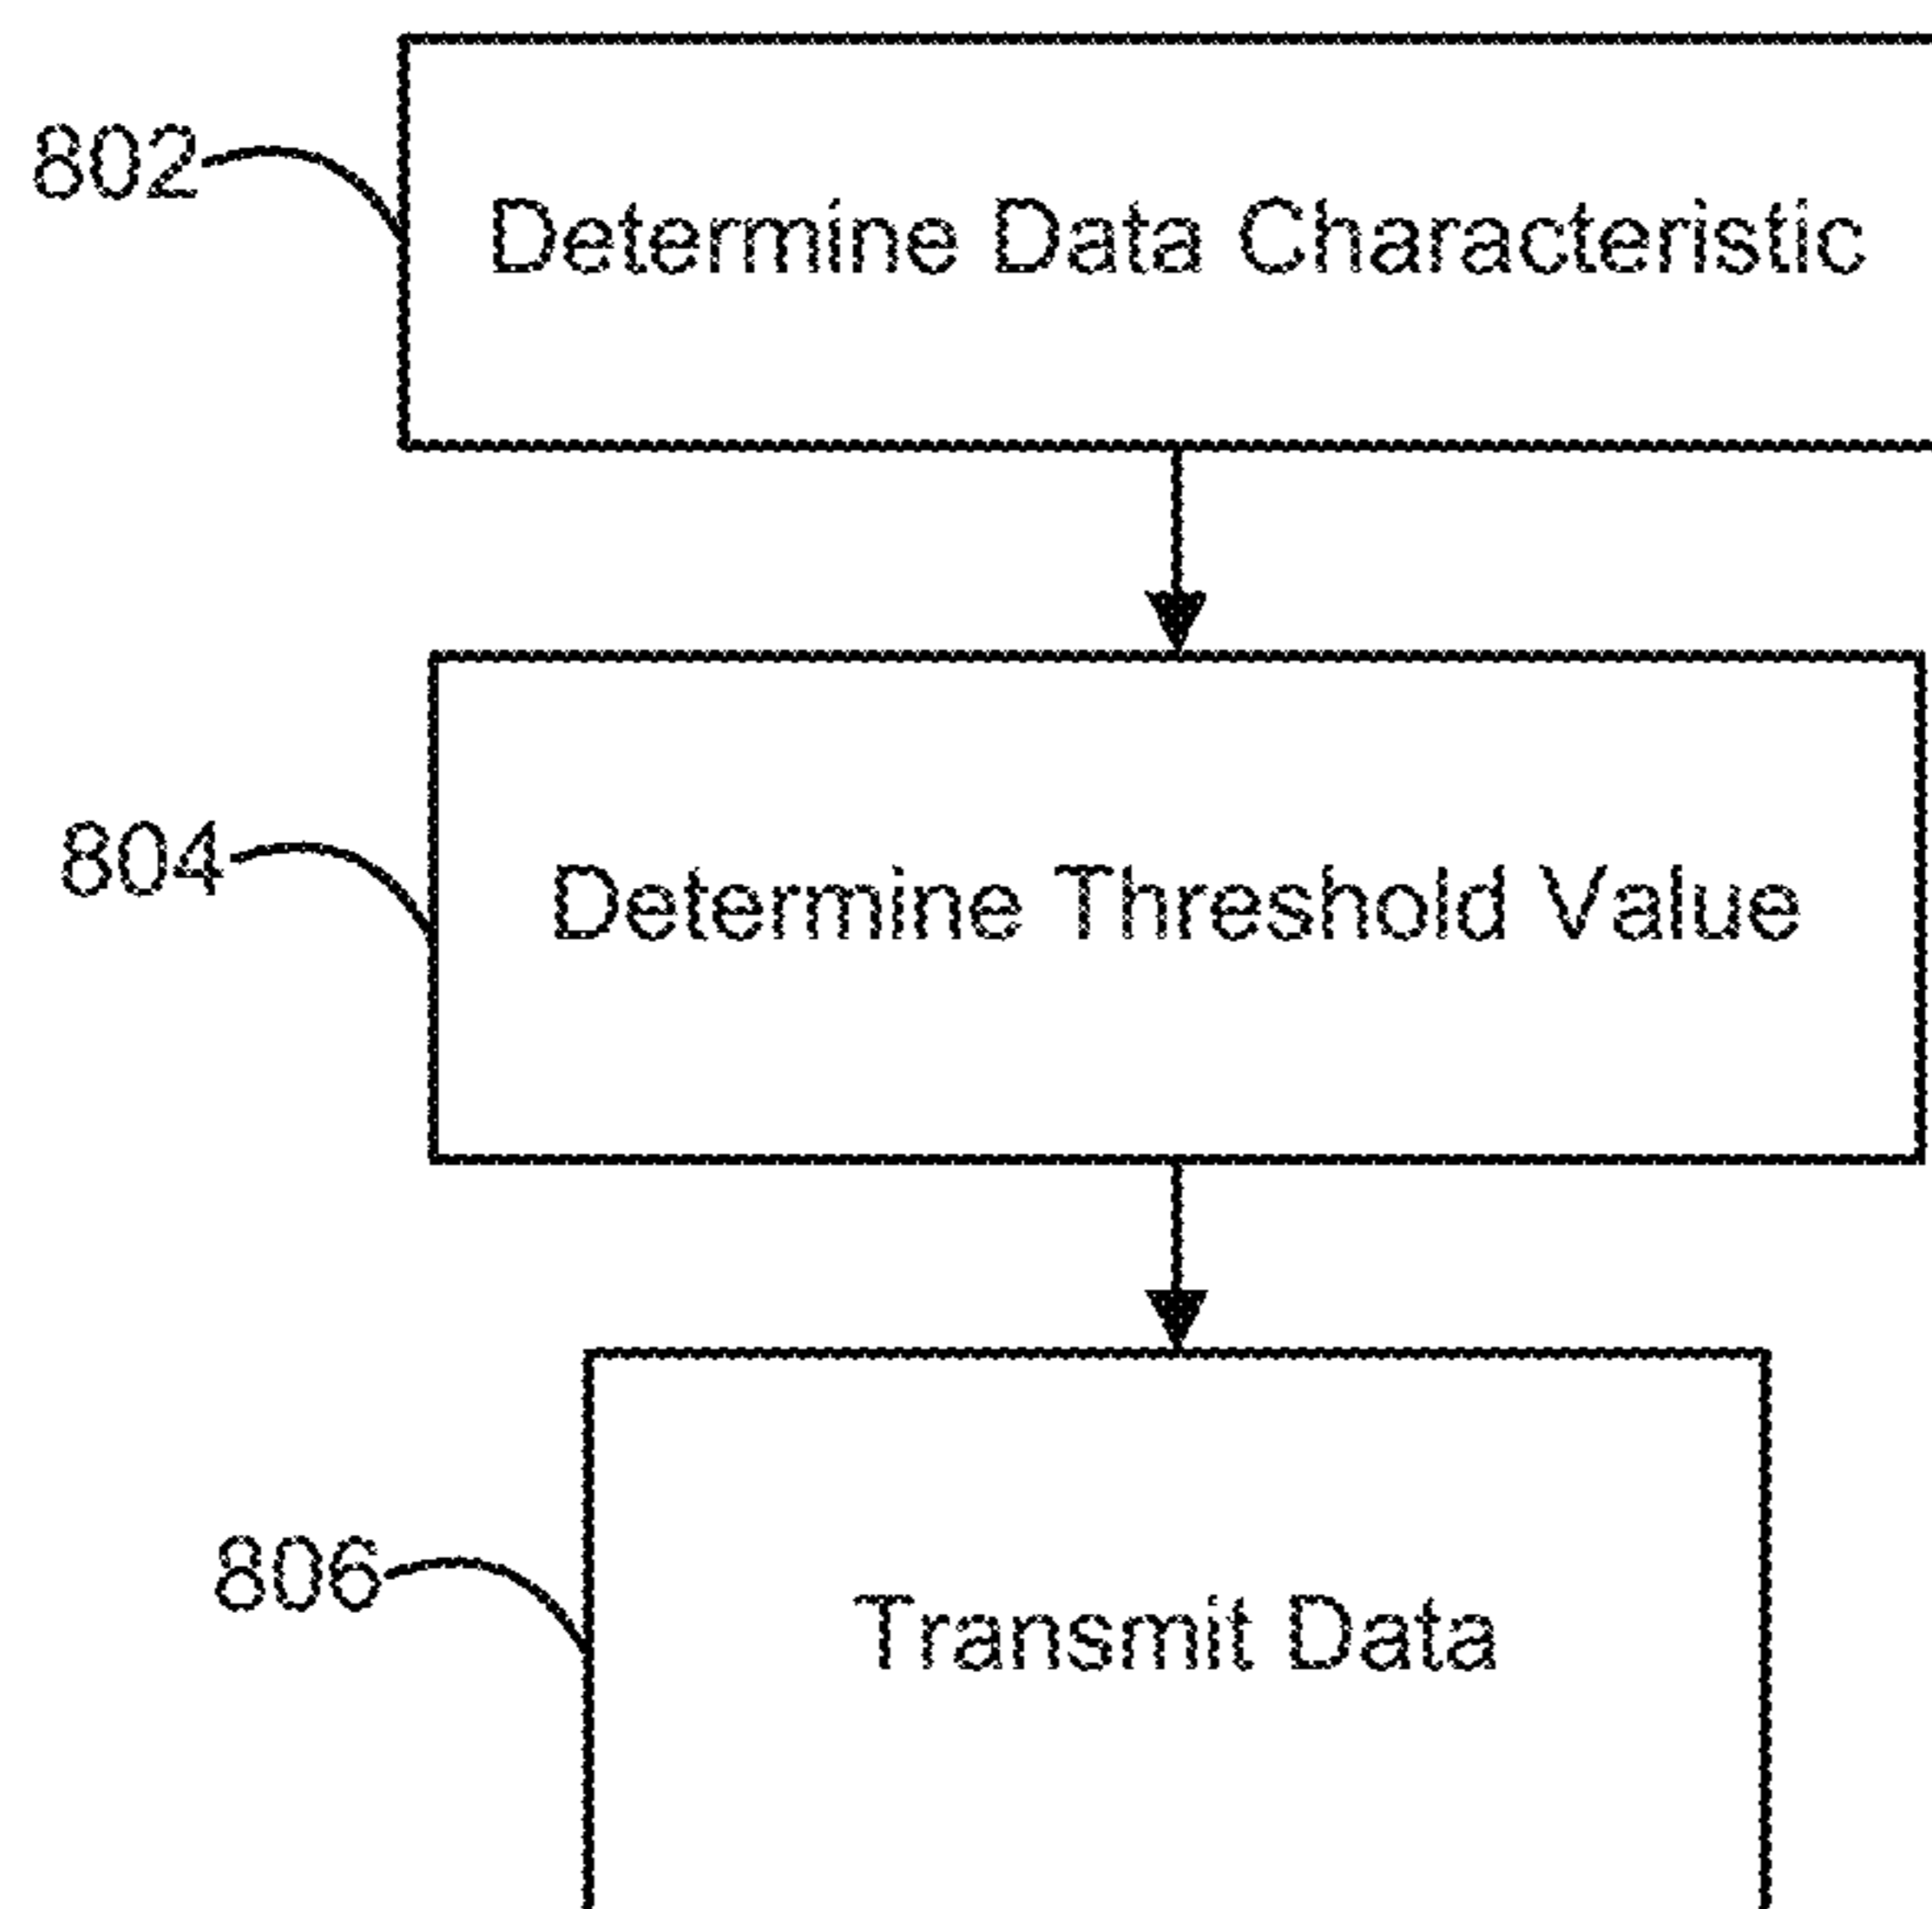 802
Determine Data Characteristic
804
Determine Threshold Value
806
Transmit Data